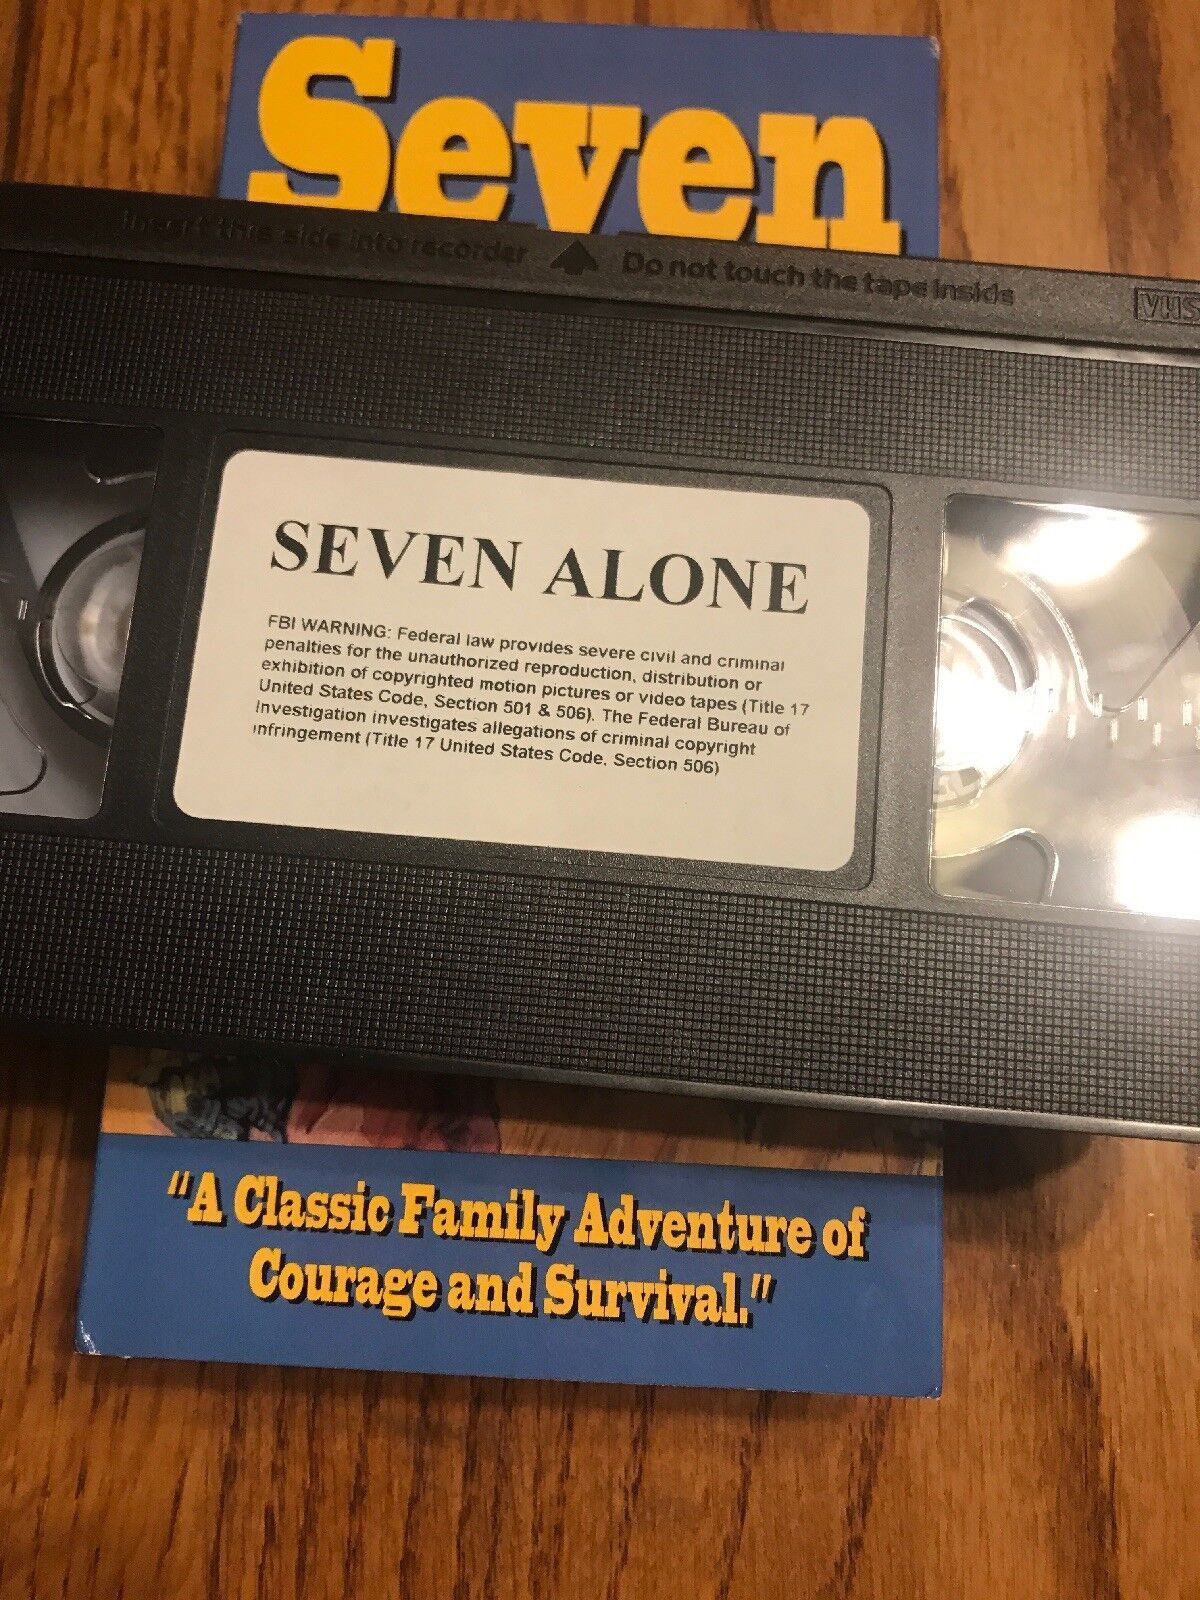 Seven
Insert this side into recorder Do not touch the tape inside VHS
SEVEN ALONE
FBI WARNING: Federal law provides severe civil and criminal
penalties for the unauthorized reproduction, distribution or
exhibition of copyrighted motion pictures or video tapes (Title 17
United States Code, Section 501 & 506). The Federal Bureau of
Investigation investigates allegations of criminal copyright
infringement (Title 17 United States Code, Section 506)
"A Classic Family Adventure of
Courage and Survival."